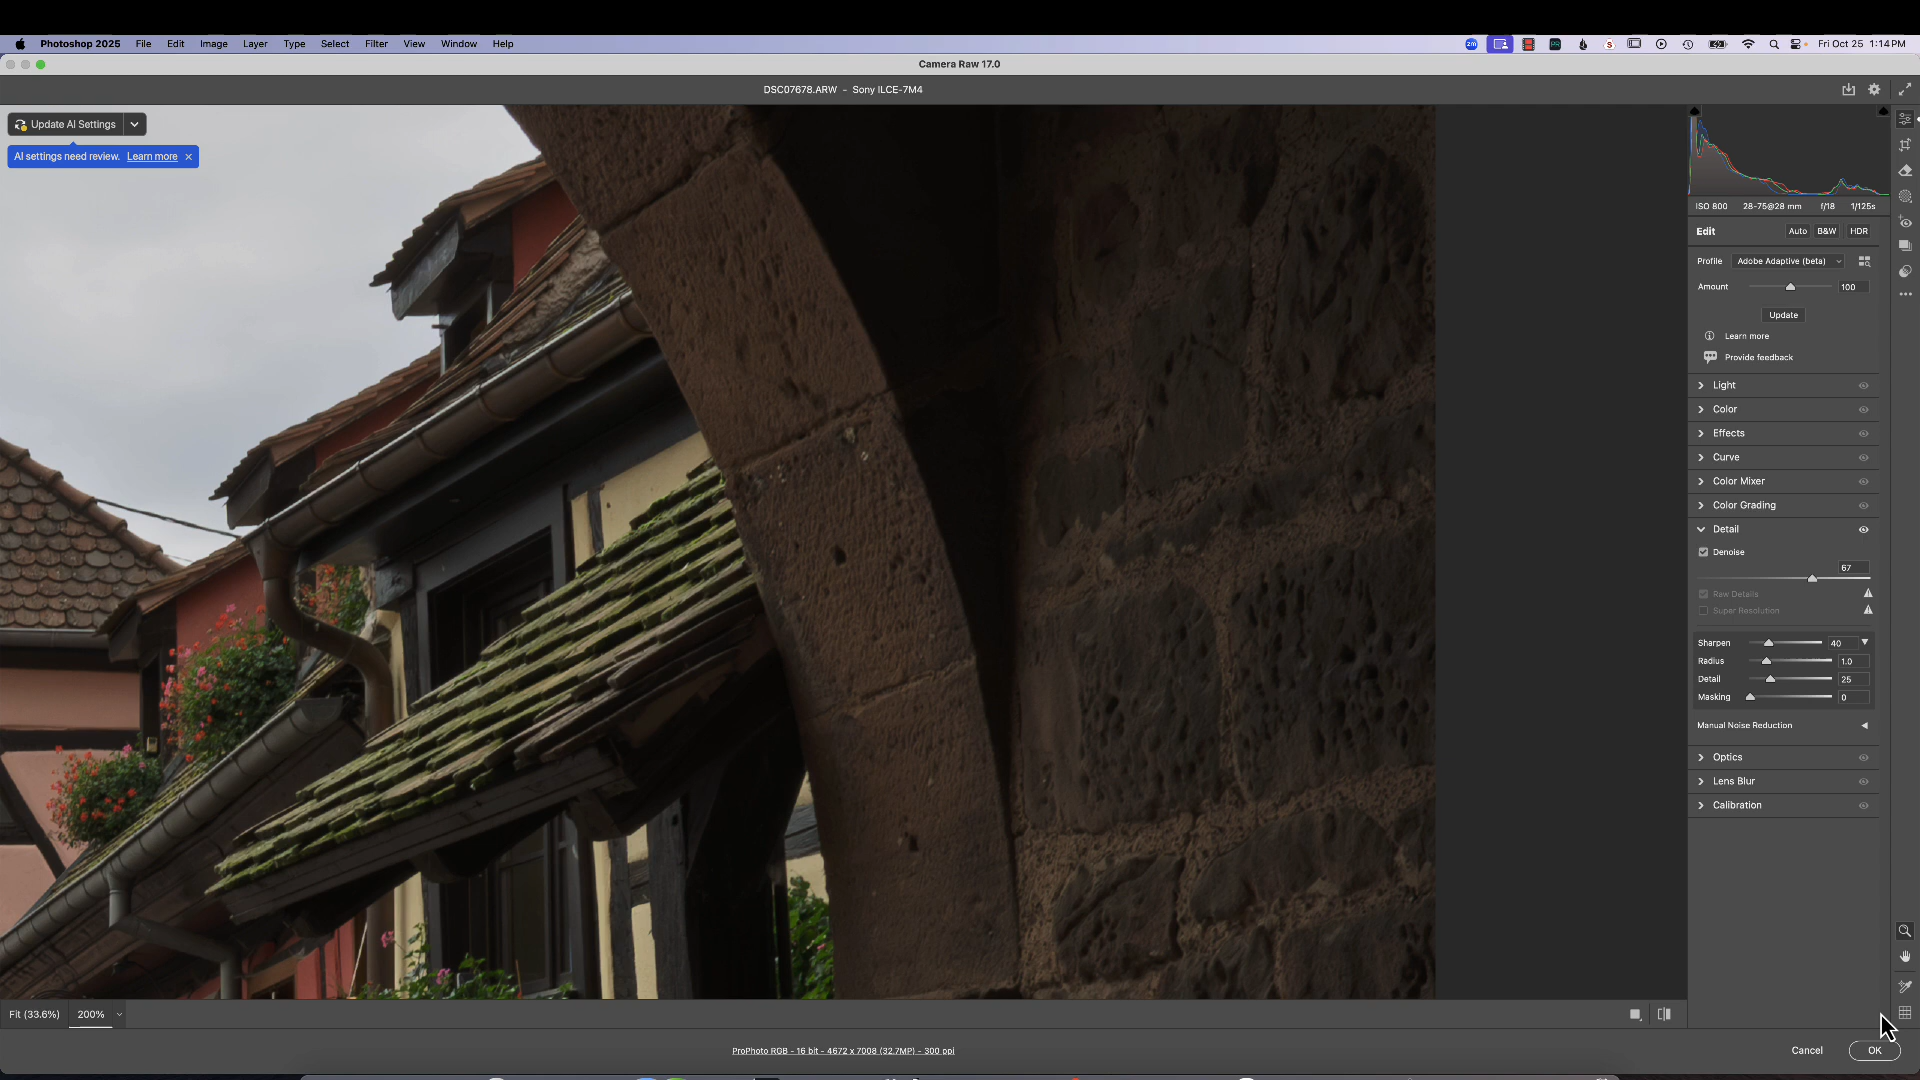 Photoshop 2025 File Edit Image Layer Type Select Filter View Window Help
zm
PR
S
Fri Oct 25 1:14 PM
Camera Raw 17.0
DSC07678.ARW - Sony ILCE-7M4
Update AI Settings
AI settings need review. Learn more ×
ISO 800 28-75@28 mm f/18 1/125s
Edit Auto B&W HDR
Profile Adobe Adaptive (beta)
Amount 100
Update
Learn more
Provide feedback
Light
Color
Effects
Curve
Color Mixer
Color Grading
Detail
Denoise
67
Raw Details
Super Resolution
Sharpen 40
Radius 1.0
Detail 25
Masking 0
Manual Noise Reduction
Optics
Lens Blur
Calibration
Fit (33.6%) 200%
ProPhoto RGB - 16 bit - 4672 x 7008 (32.7MP) - 300 ppi
Cancel OK